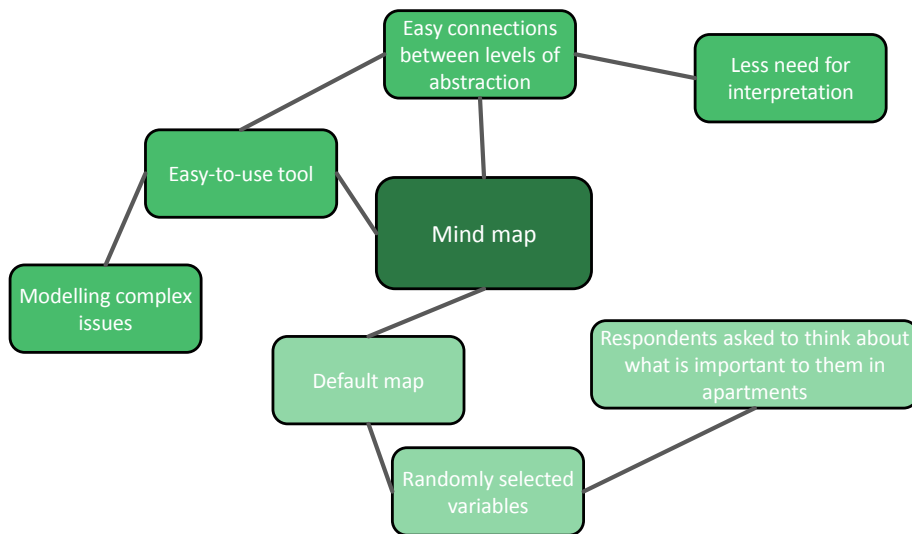 Easy connections
between levels of
abstraction
Less need for
interpretation
Easy-to-use tool
Mind map
Modelling complex
issues
Default map
Respondents asked to think about
what is important to them in
apartments
Randomly selected
variables